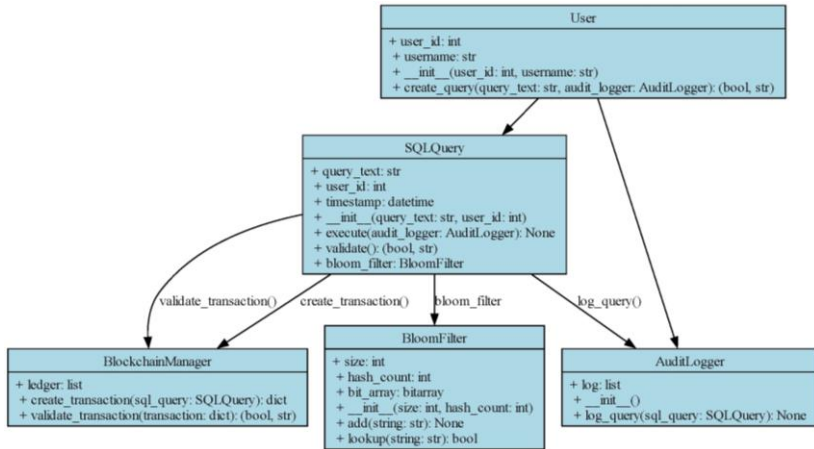 User
+ user_id: int
+ username: str
+ __init__(user_id: int, username: str)
+ create_query(query_text: str, audit_logger: AuditLogger): (bool, str)
SQLQuery
+ query_text: str
+ user_id: int
+ timestamp: datetime
+ __init__(query_text: str, user_id: int)
+ execute(audit_logger: AuditLogger): None
+ validate(): (bool, str)
+ bloom_filter: BloomFilter
validate_transaction()
create_transaction()
bloom_filter
log_query()
BlockchainManager
+ ledger: list
+ create_transaction(sql_query: SQLQuery): dict
+ validate_transaction(transaction: dict): (bool, str)
BloomFilter
+ size: int
+ hash_count: int
+ bit_array: bitarray
+ __init__(size: int, hash_count: int)
+ add(string: str): None
+ lookup(string: str): bool
AuditLogger
+ log: list
+ __init__()
+ log_query(sql_query: SQLQuery): None